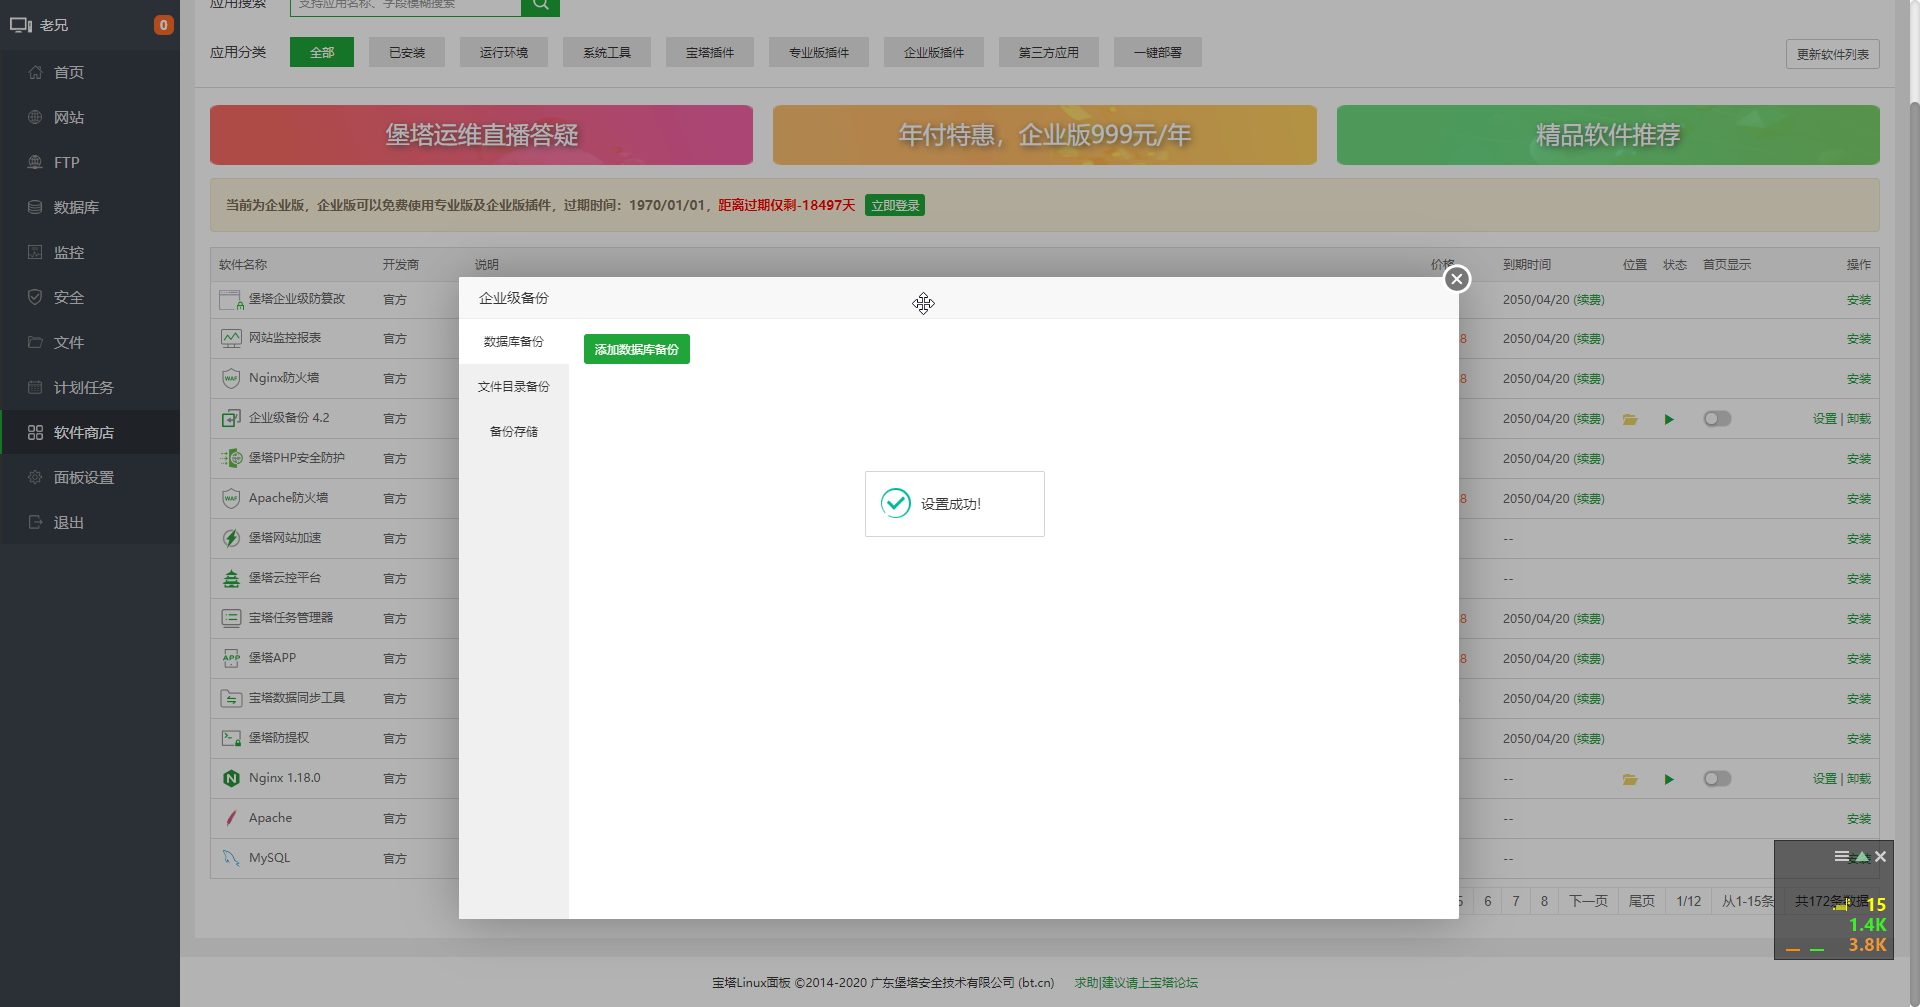 老兄
0
首页
网站
FTP
数据库
监控
安全
文件
计划任务
软件商店
面板设置
退出
应用搜索 支持应用名称、字段模糊搜索
应用分类 全部 已安装 运行环境 系统工具 宝塔插件 专业版插件 企业版插件 第三方应用 一键部署 更新软件列表
堡塔运维直播答疑 年付特惠，企业版999元/年 精品软件推荐
当前为企业版，企业版可以免费使用专业版及企业版插件，过期时间：1970/01/01，距离过期仅剩-18497天 立即登录
软件名称 开发商 说明 价格 到期时间 位置 状态 首页显示 操作
堡塔企业级防篡改 官方 2050/04/20 (续费) 安装
网站监控报表 官方 8 2050/04/20 (续费) 安装
Nginx防火墙 官方 8 2050/04/20 (续费) 安装
企业级备份 4.2 官方 2050/04/20 (续费) 设置 | 卸载
堡塔PHP安全防护 官方 2050/04/20 (续费) 安装
Apache防火墙 官方 8 2050/04/20 (续费) 安装
堡塔网站加速 官方 -- 安装
堡塔云控平台 官方 -- 安装
宝塔任务管理器 官方 8 2050/04/20 (续费) 安装
堡塔APP 官方 8 2050/04/20 (续费) 安装
宝塔数据同步工具 官方 2050/04/20 (续费) 安装
堡塔防提权 官方 2050/04/20 (续费) 安装
Nginx 1.18.0 官方 -- 设置 | 卸载
Apache 官方 -- 安装
MySQL 官方 -- 安装
企业级备份
数据库备份
文件目录备份
备份存储
添加数据库备份
设置成功!
5 6 7 8 下一页 尾页 1/12 从1-15条 共172条数据
15
1.4K
3.8K
宝塔Linux面板 ©2014-2020 广东堡塔安全技术有限公司 (bt.cn) 求助|建议请上宝塔论坛